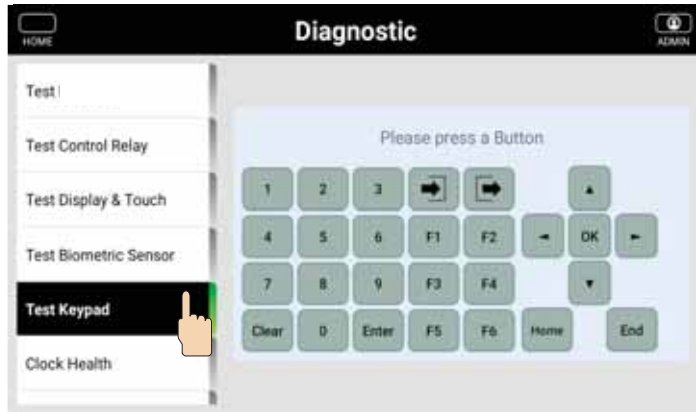 HOME
Diagnostic
ADMIN
Test
Test Control Relay
Test Display & Touch
Test Biometric Sensor
Test Keypad
Clock Health
Please press a Button
1 2 3
4 5 6 F1 F2 OK
7 8 9 F3 F4
Clear 0 Enter F5 F6 Home End